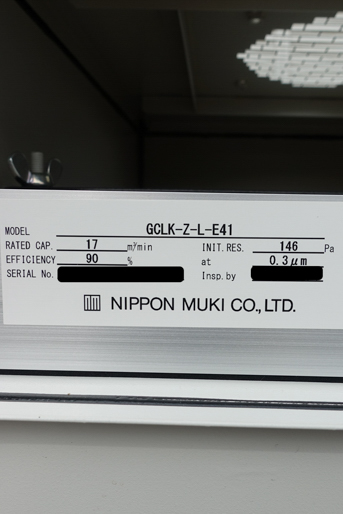 MODEL GCLK-Z-L-E41
RATED CAP. 17 m³/min INIT.RES. 146 Pa
EFFICIENCY 90 % at 0.3μm
SERIAL No. Insp.by
NIPPON MUKI CO.,LTD.